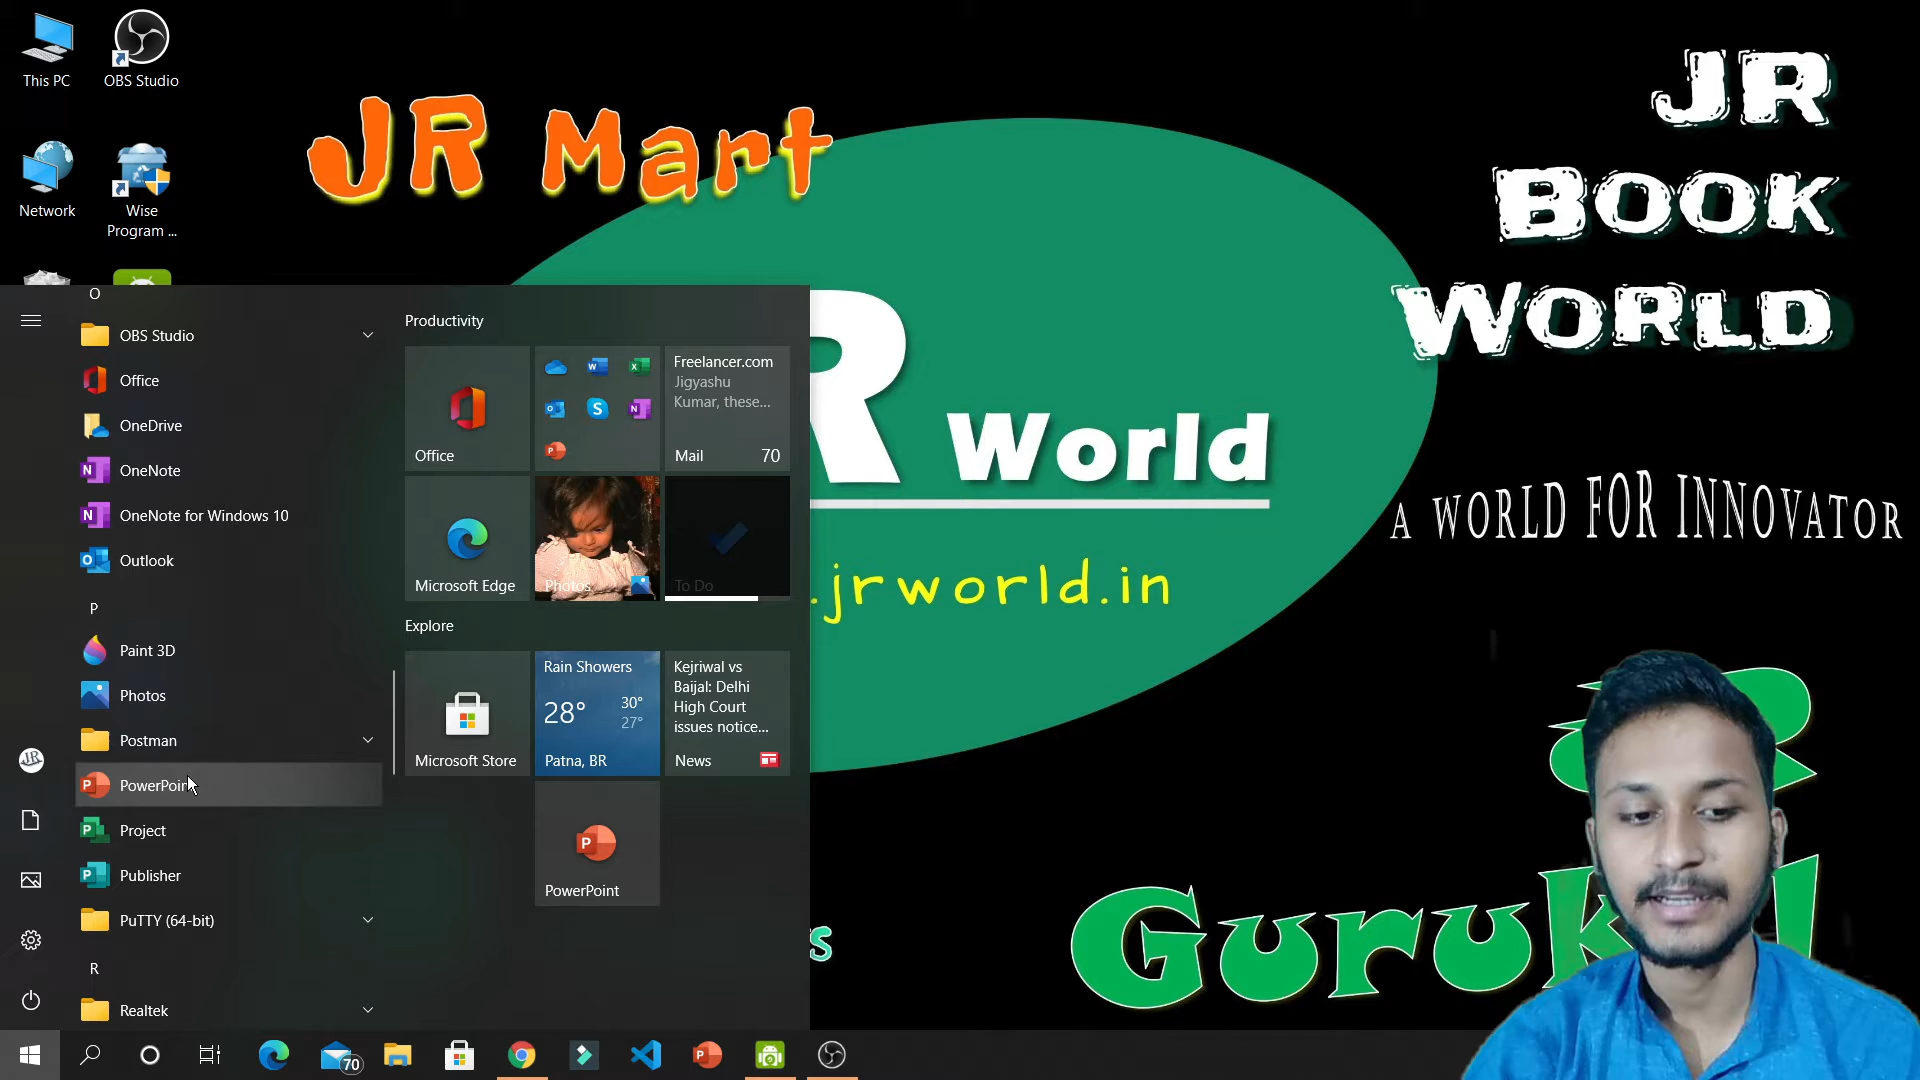 This PC
OBS Studio
Network
Wise
Program ...
JR Mart
JR
BOOK
WORLD
R World
.jrworld.in
A WORLD FOR INNOVATOR
O
OBS Studio
Office
OneDrive
OneNote
OneNote for Windows 10
Outlook
P
Paint 3D
Photos
Postman
PowerPoin
Project
Publisher
PuTTY (64-bit)
R
Realtek
Productivity
Office
Freelancer.com
Jigyashu
Kumar, these...
Mail 70
Microsoft Edge
Photos
To Do
Explore
Microsoft Store
Rain Showers
28° 30°
27°
Patna, BR
Kejriwal vs
Baijal: Delhi
High Court
issues notice...
News
PowerPoint
s
Guruk l
JR
70